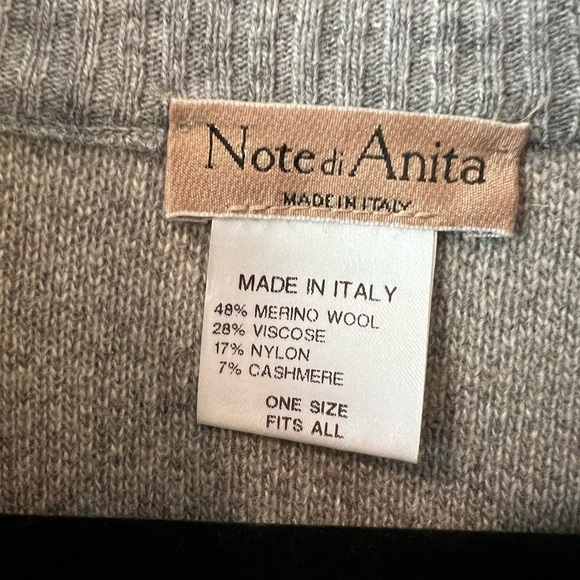 Note di Anita
MADE IN ITALY
MADE IN ITALY
48% MERINO WOOL
28% VISCOSE
17% NYLON
7% CASHMERE
ONE SIZE
FITS ALL